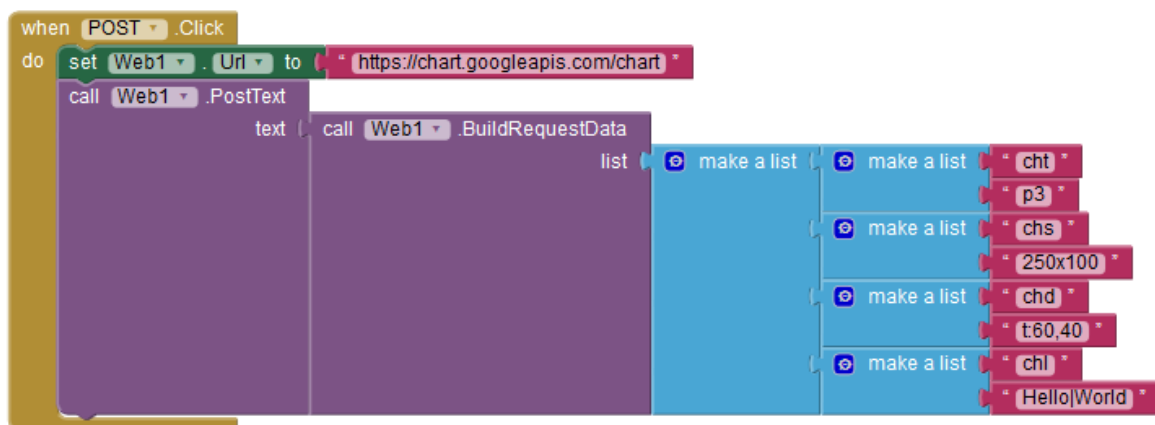 when POST .Click
do set Web1 . Url to " https://chart.googleapis.com/chart "
call Web1 .PostText
text call Web1 .BuildRequestData
list make a list make a list " cht "
" p3 "
make a list " chs "
" 250x100 "
make a list " chd "
" t:60,40 "
make a list " chl "
" Hello|World "